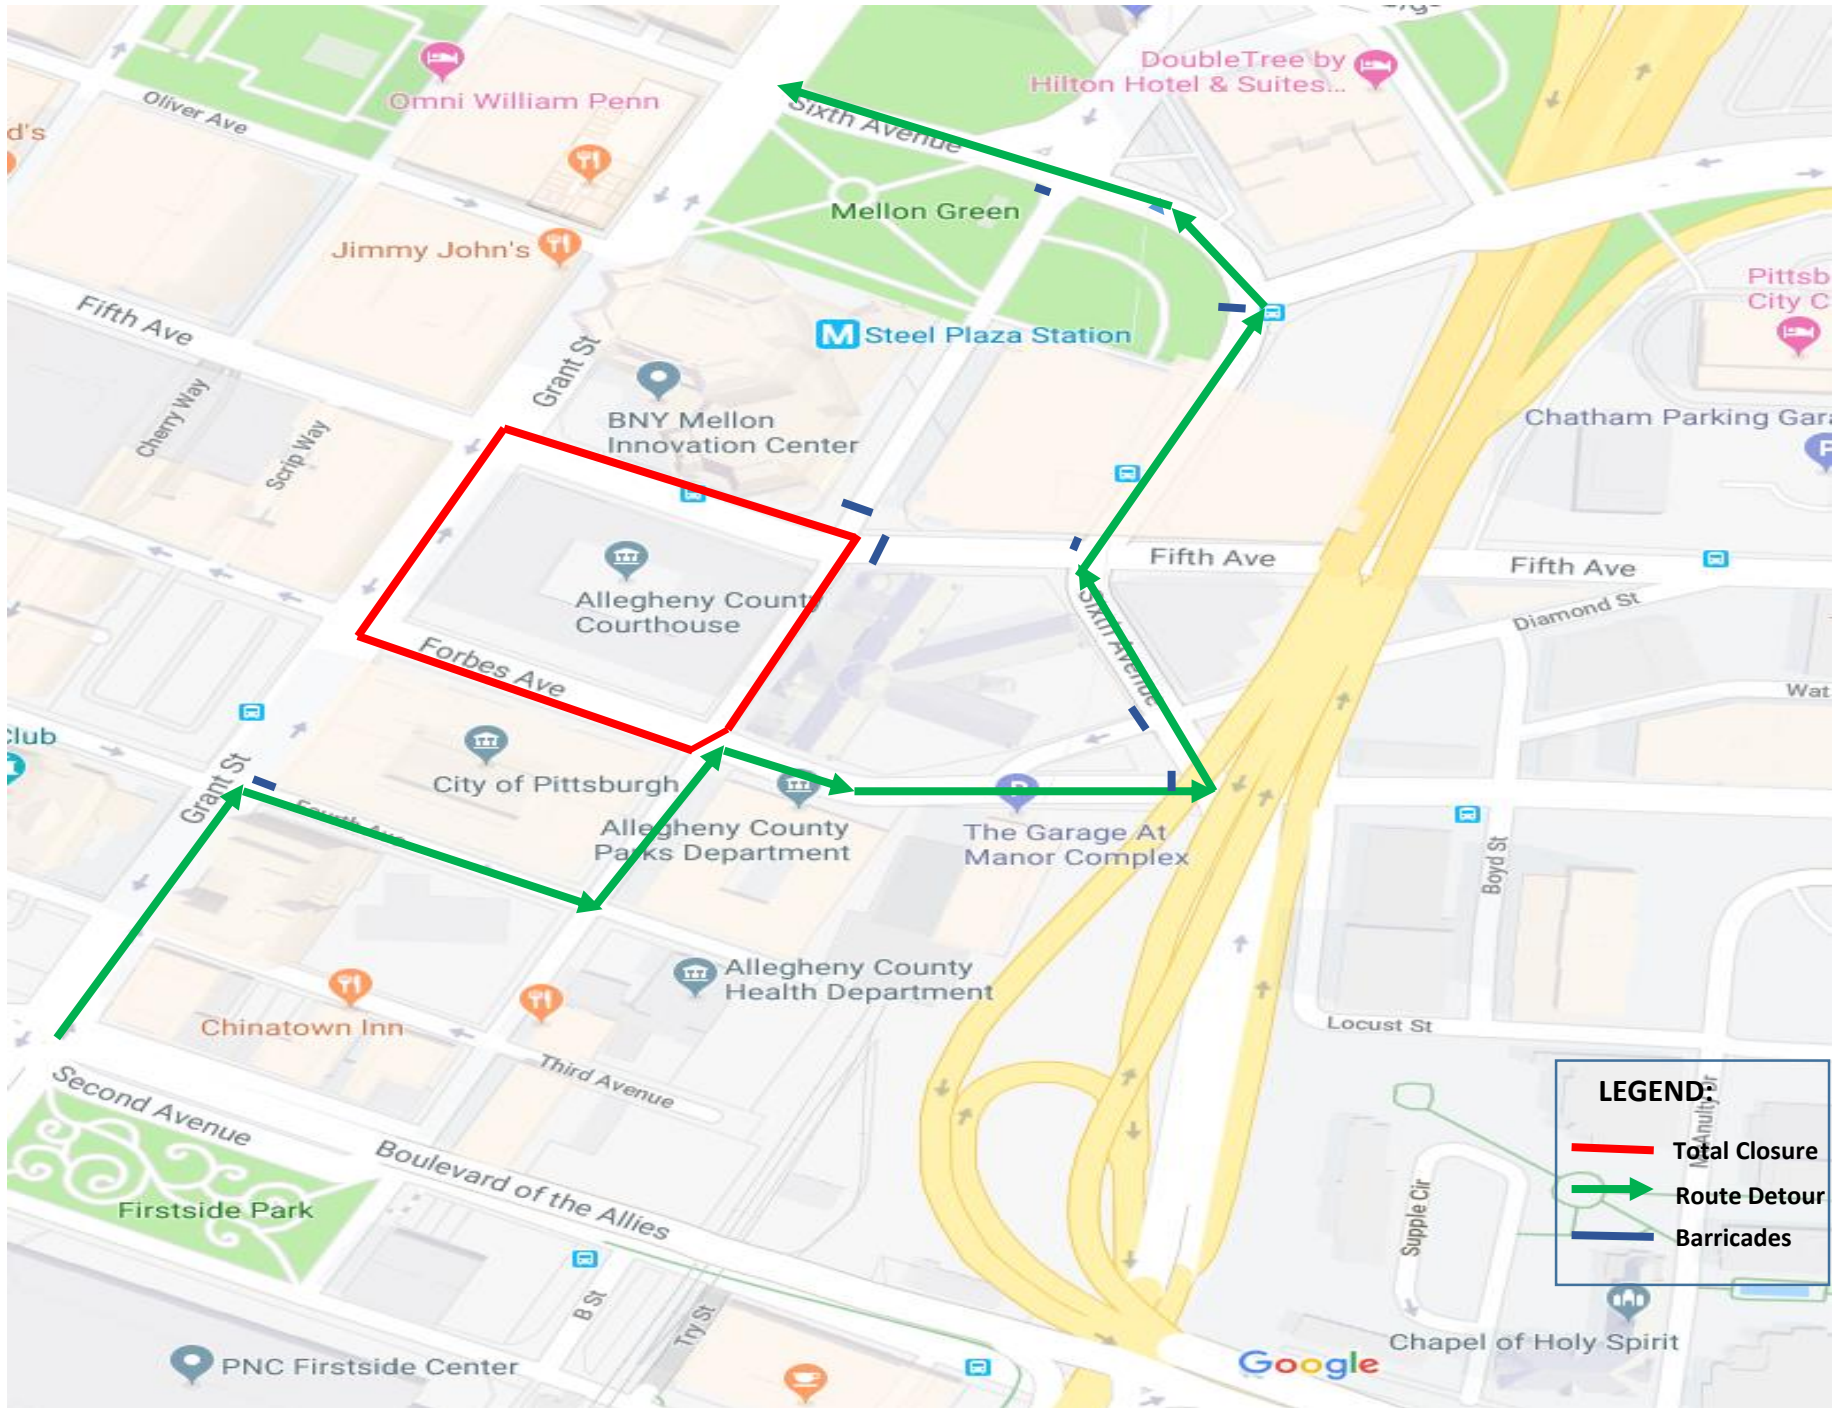 DoubleTree by
Hilton Hotel & Suites...
Omni William Penn
Oliver Ave
d's
Sixth Avenue
Mellon Green
Jimmy John's
Fifth Ave
Steel Plaza Station
M
Pittsb
City C
Grant St
Cherry Way
Scrip Way
BNY Mellon
Innovation Center
Chatham Parking Gar
P
Fifth Ave
Fifth Ave
Allegheny County
Courthouse
Sixth Avenue
Diamond St
Forbes Ave
Wat
Club
City of Pittsburgh
Grant St
Fourth Ave
Allegheny County
Parks Department
The Garage At
Manor Complex
Boyd St
Allegheny County
Health Department
Chinatown Inn
Locust St
Third Avenue
Second Avenue
Boulevard of the Allies
Firstside Park
LEGEND:
Total Closure
Route Detour
Barricades
Supple Cir
B St
Try St
PNC Firstside Center
Chapel of Holy Spirit
Google